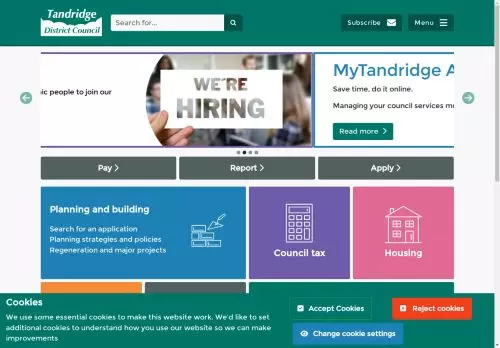 Tandridge
District Council
Search for...
Subscribe
Menu
nic people to join our
WE'RE
HIRING
MyTandridge A
Save time, do it online.
Managing your council services mo
Read more
Pay
Report
Apply
Planning and building
Search for an application
Planning strategies and policies
Regeneration and major projects
Council tax
Housing
Cookies
We use some essential cookies to make this website work. We'd like to set
additional cookies to understand how you use our website so we can make
improvements
Accept Cookies
Reject cookies
Change cookie settings